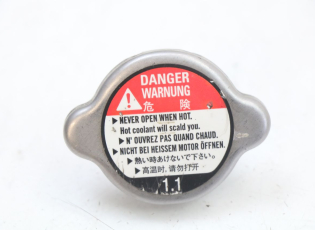 DANGER
WARNUNG
危 険
▶ NEVER OPEN WHEN HOT.
Hot coolant will scald you.
▶ N' OUVREZ PAS QUAND CHAUD.
▶ NICHT BEI HEISSEM MOTOR ÖFFNEN.
▶ 熱い時あけないで下さい。
▶ 高温时,请勿打开
1.1